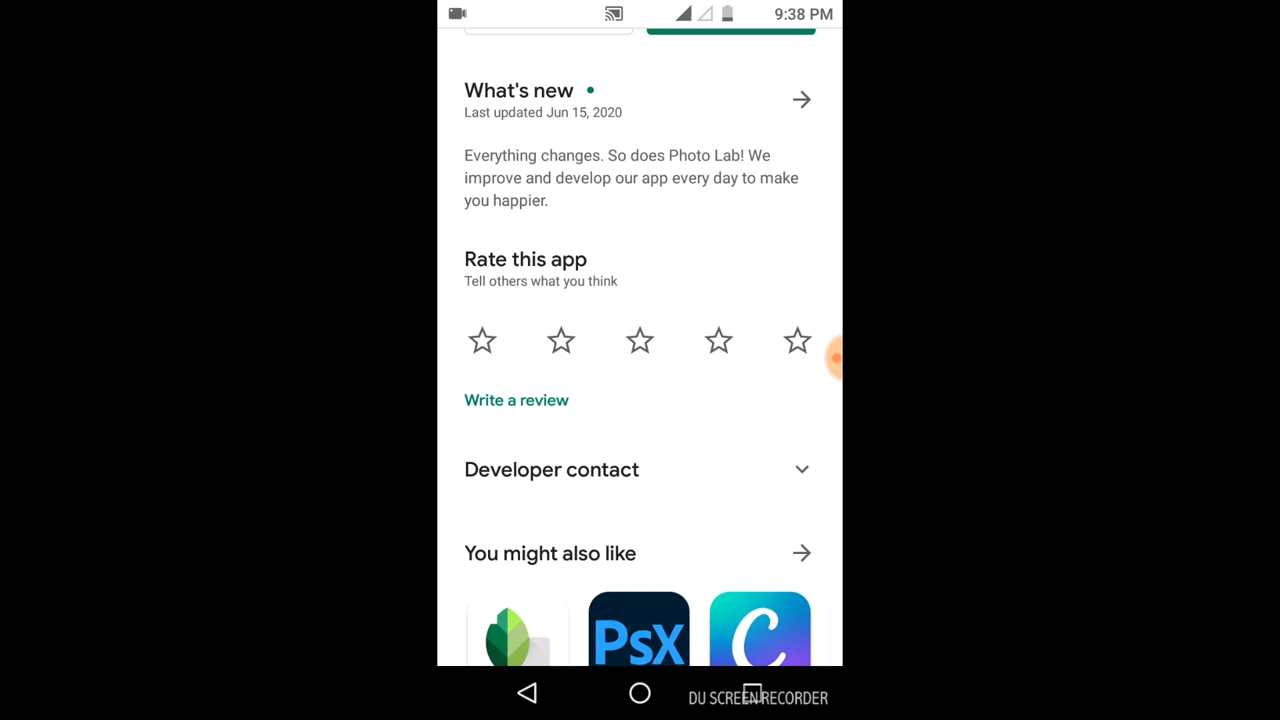 9:38 PM
What's new
Last updated Jun 15, 2020
Everything changes. So does Photo Lab! We
improve and develop our app every day to make
you happier.
Rate this app
Tell others what you think
Write a review
Developer contact
You might also like
PsX
C
DU SCREEN RECORDER